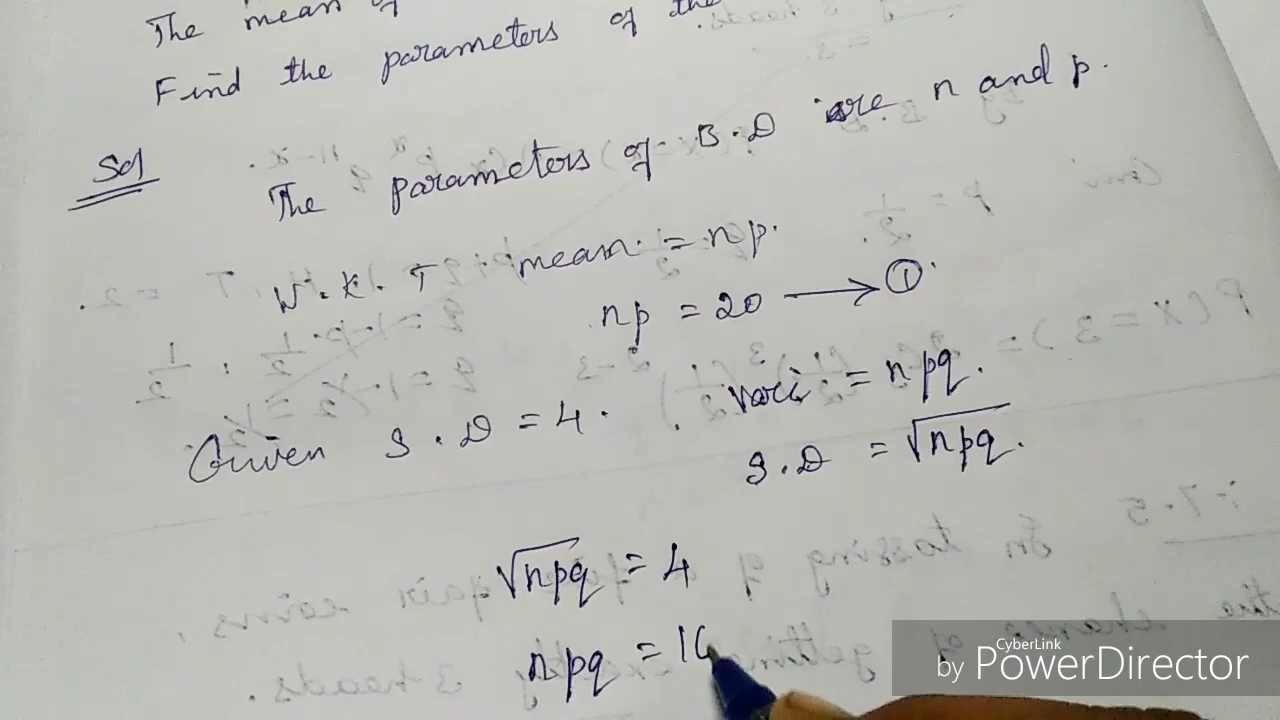 The mean of
Find the parameters of the
Sol
The parameters of B.D are n and p.
W.K.T mean = np.
np = 20 → ①
Given S.D = 4. Vari = npq.
S.D = √npq.
√npq = 4
npq = 16
CyberLink
by PowerDirector